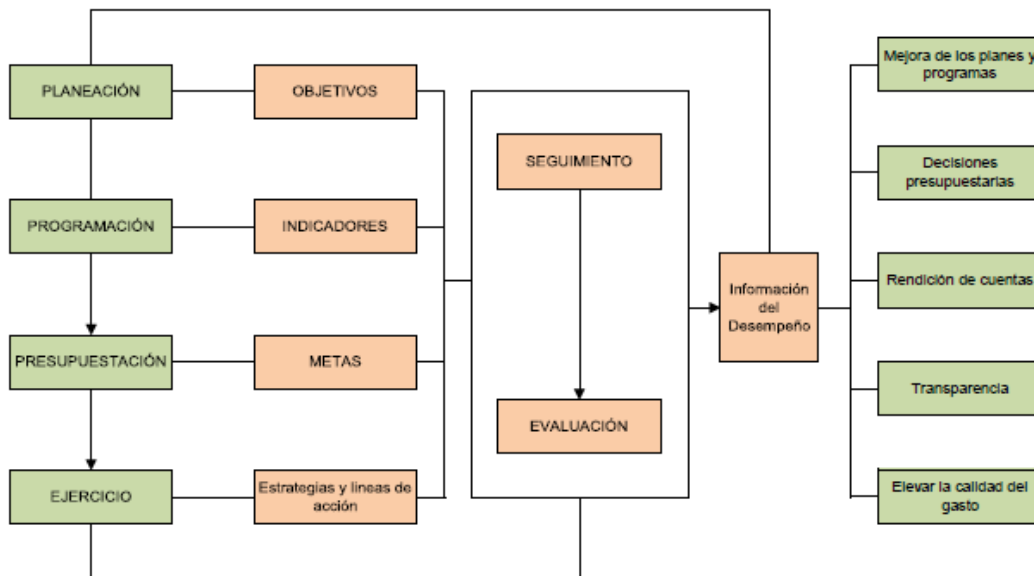 PLANEACIÓN
OBJETIVOS
PROGRAMACIÓN
INDICADORES
PRESUPUESTACIÓN
METAS
EJERCICIO
Estrategias y lineas de
acción
SEGUIMIENTO
EVALUACIÓN
Información
del
Desempeño
Mejora de los planes y
programas
Decisiones
presupuestarias
Rendición de cuentas
Transparencia
Elevar la calidad del
gasto